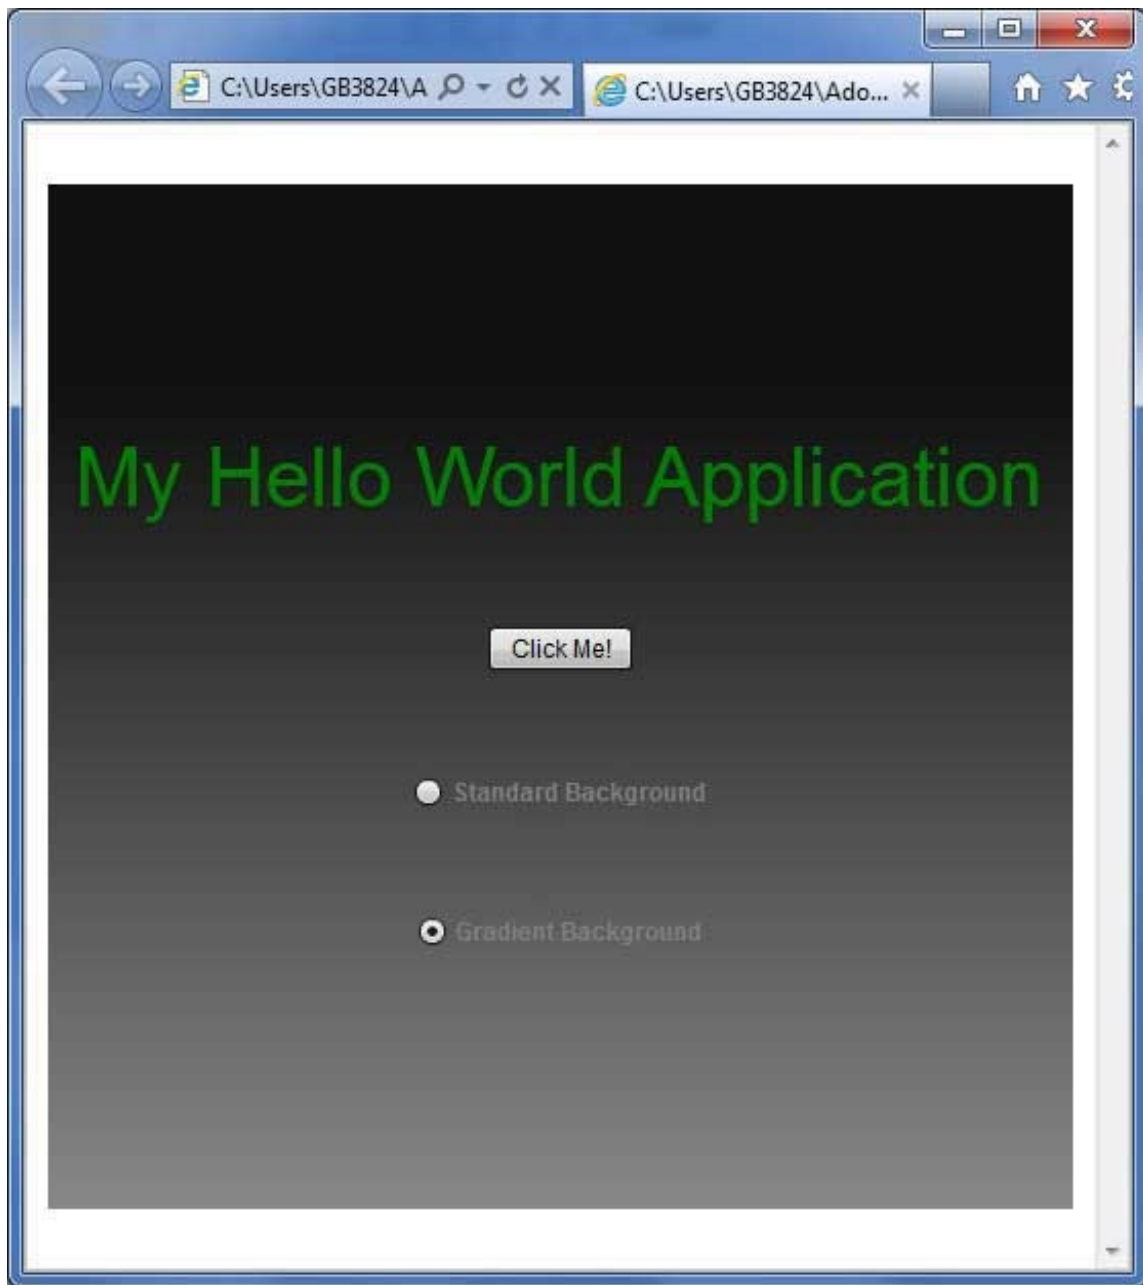 C:\Users\GB3824\A
C:\Users\GB3824\Ado...
My Hello World Application
Click Me!
Standard Background
Gradient Background